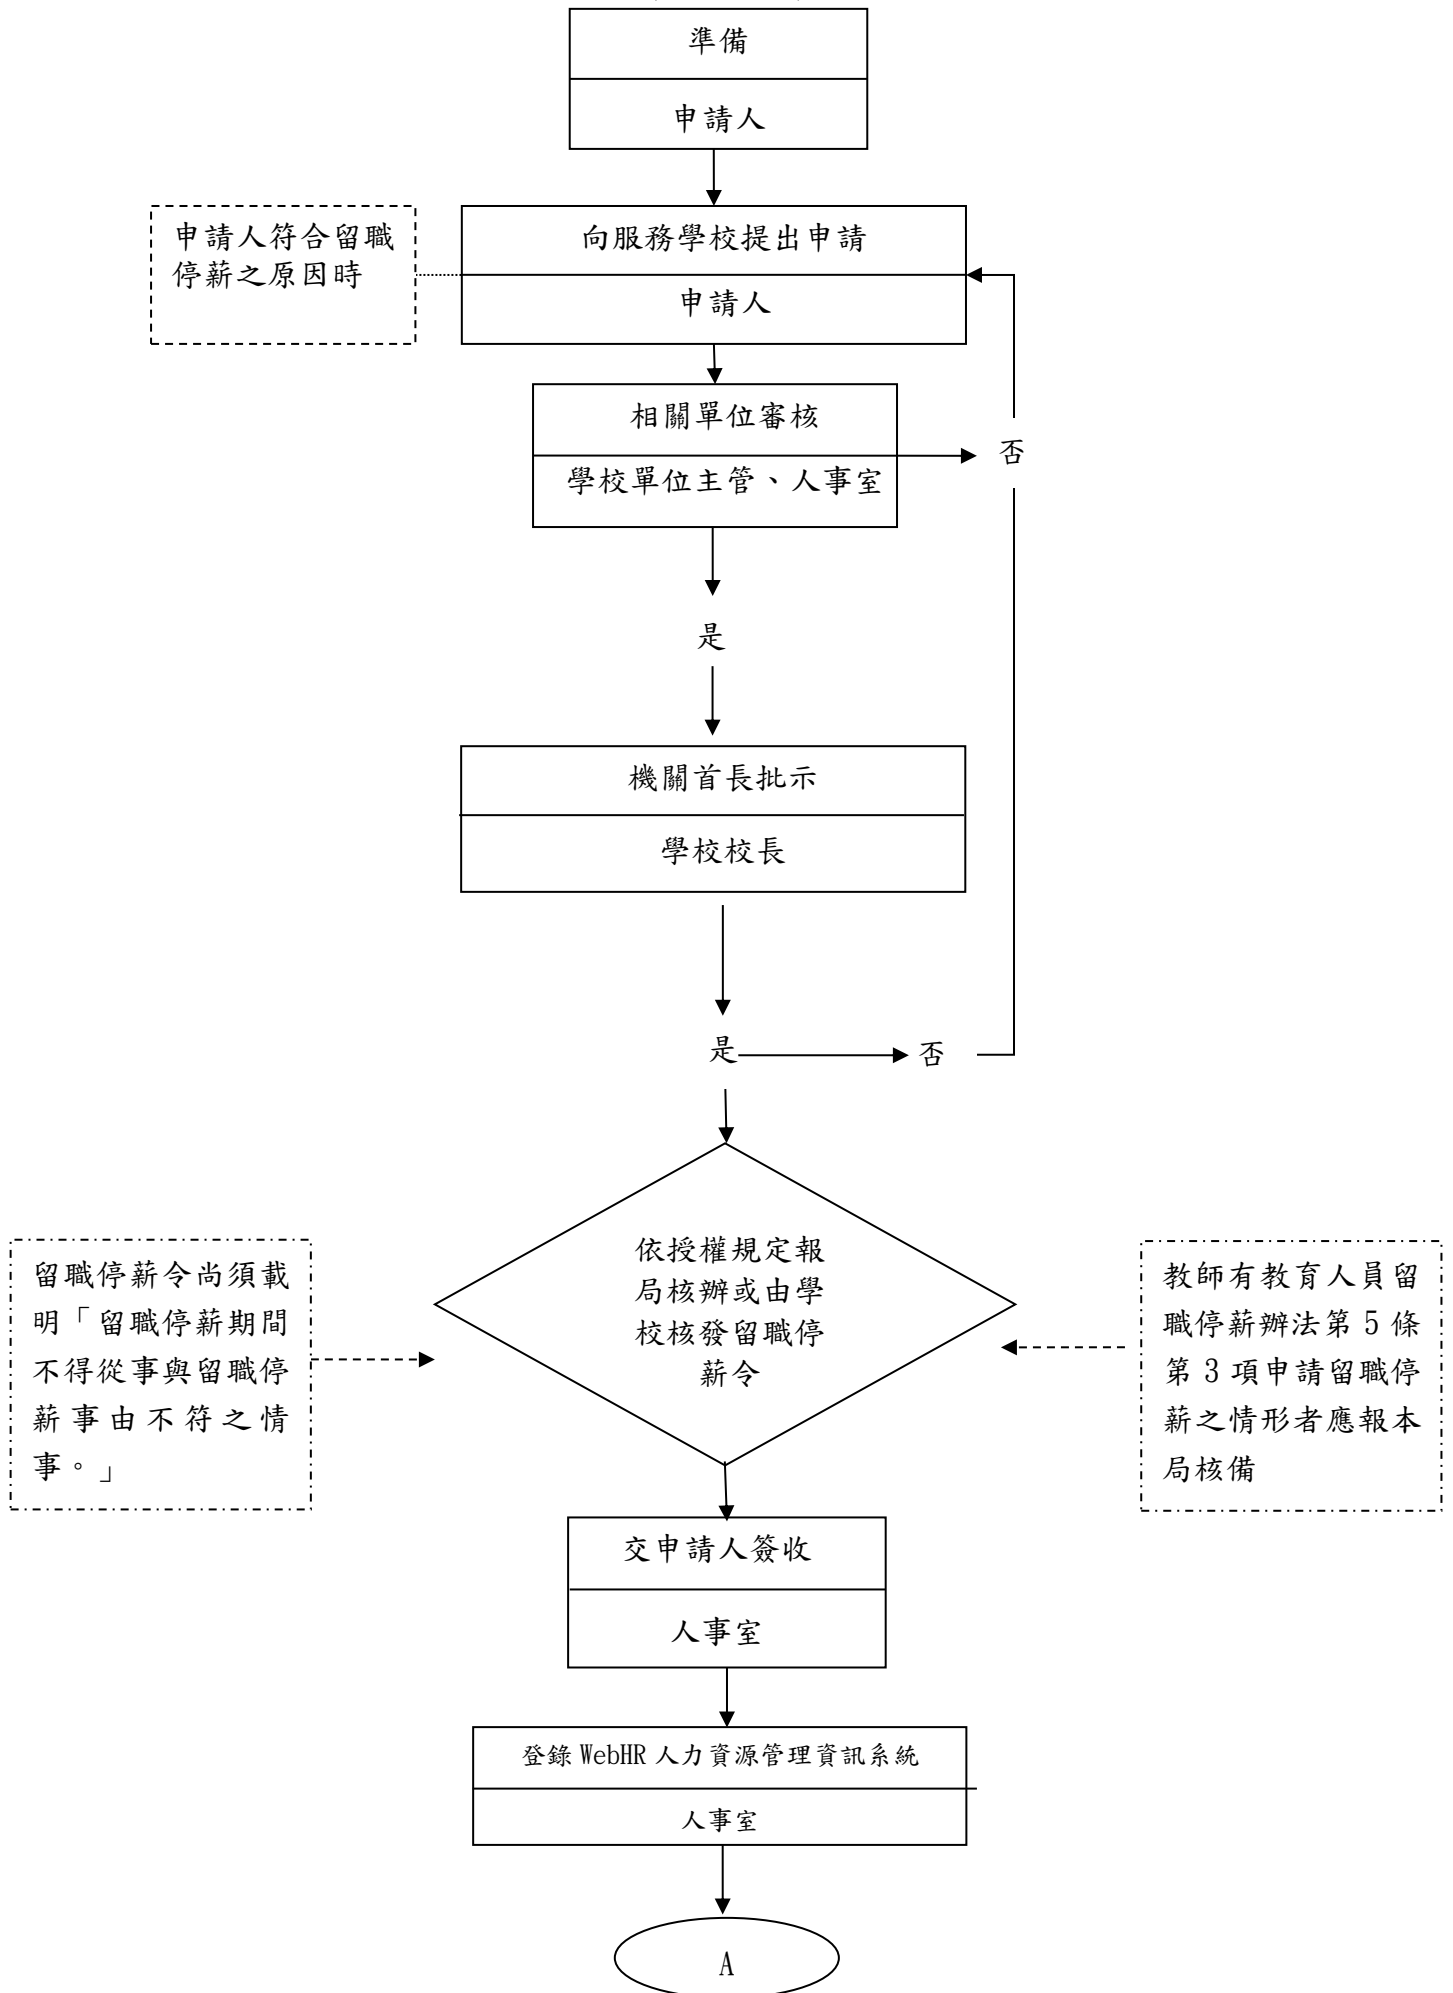 準備
申請人
向服務學校提出申請
申請人
申請人符合留職
停薪之原因時
相關單位審核
學校單位主管、人事室
否
是
機關首長批示
學校校長
是
否
依授權規定報
局核辦或由學
校核發留職停
薪令
留職停薪令尚須載
明「留職停薪期間
不得從事與留職停
薪事由不符之情
事。」
教師有教育人員留
職停薪辦法第 5 條
第 3 項申請留職停
薪之情形者應報本
局核備
交申請人簽收
人事室
登錄 WebHR 人力資源管理資訊系統
人事室
A